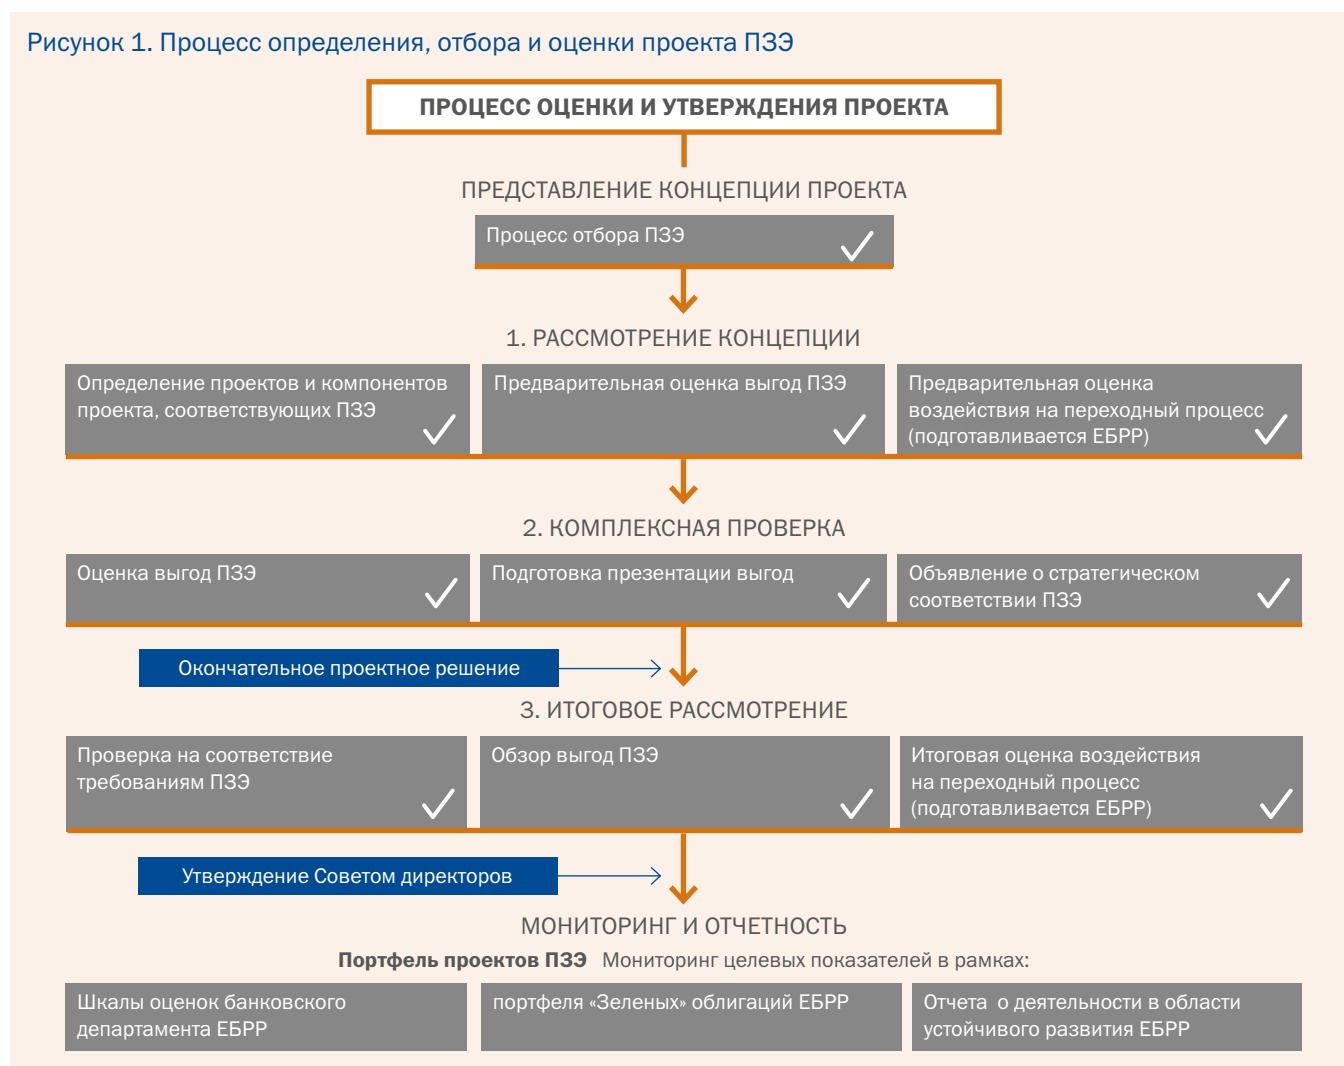 Рисунок 1. Процесс определения, отбора и оценки проекта ПЗЭ
ПРОЦЕСС ОЦЕНКИ И УТВЕРЖДЕНИЯ ПРОЕКТА
ПРЕДСТАВЛЕНИЕ КОНЦЕПЦИИ ПРОЕКТА
Процесс отбора ПЗЭ
1. РАССМОТРЕНИЕ КОНЦЕПЦИИ
Определение проектов и компонентов
проекта, соответствующих ПЗЭ
Предварительная оценка выгод ПЗЭ
Предварительная оценка
воздействия на переходный процесс
(подготавливается ЕБРР)
2. КОМПЛЕКСНАЯ ПРОВЕРКА
Оценка выгод ПЗЭ
Подготовка презентации выгод
Объявление о стратегическом
соответствии ПЗЭ
Окончательное проектное решение
3. ИТОГОВОЕ РАССМОТРЕНИЕ
Проверка на соответствие
требованиям ПЗЭ
Обзор выгод ПЗЭ
Итоговая оценка воздействия
на переходный процесс
(подготавливается ЕБРР)
Утверждение Советом директоров
МОНИТОРИНГ И ОТЧЕТНОСТЬ
Портфель проектов ПЗЭ Мониторинг целевых показателей в рамках:
Шкалы оценок банковского
департамента ЕБРР
портфеля «Зеленых» облигаций ЕБРР
Отчета о деятельности в области
устойчивого развития ЕБРР